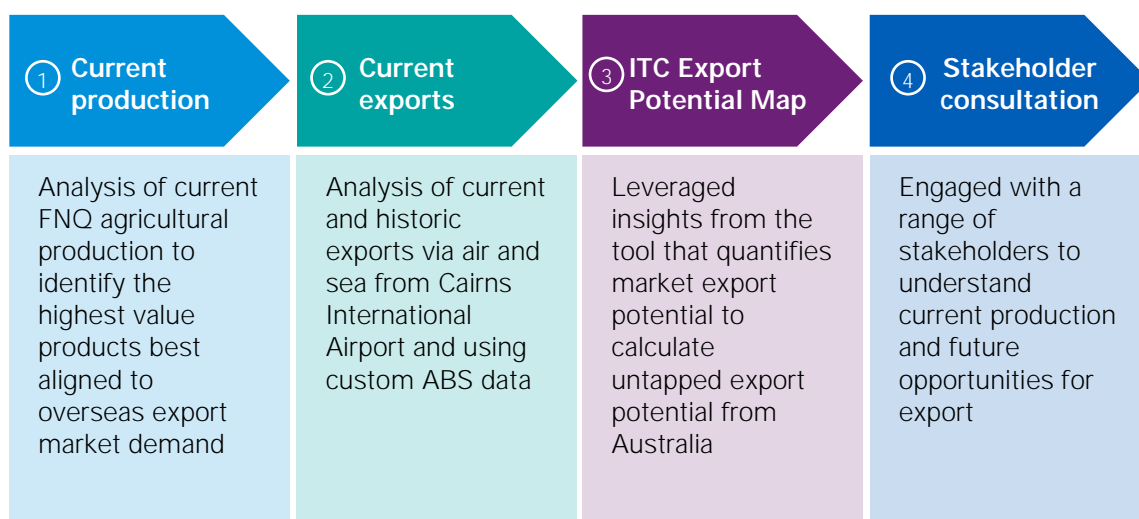 1 Current
production
Analysis of current
FNQ agricultural
production to
identify the
highest value
products best
aligned to
overseas export
market demand
2 Current
exports
Analysis of current
and historic
exports via air and
sea from Cairns
International
Airport and using
custom ABS data
3 ITC Export
Potential Map
Leveraged
insights from the
tool that quantifies
market export
potential to
calculate
untapped export
potential from
Australia
4 Stakeholder
consultation
Engaged with a
range of
stakeholders to
understand
current production
and future
opportunities for
export